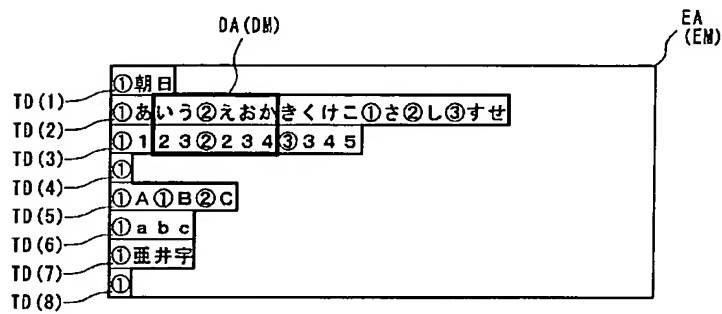 DA(DM)
EA
(EM)
TD(1) ①朝日
TD(2) ①あいう②えおかきくけこ①さ②し③すせ
TD(3) ①123②234③345
TD(4) ①
TD(5) ①A①B②C
TD(6) ①abc
TD(7) ①亜井宇
TD(8) ①